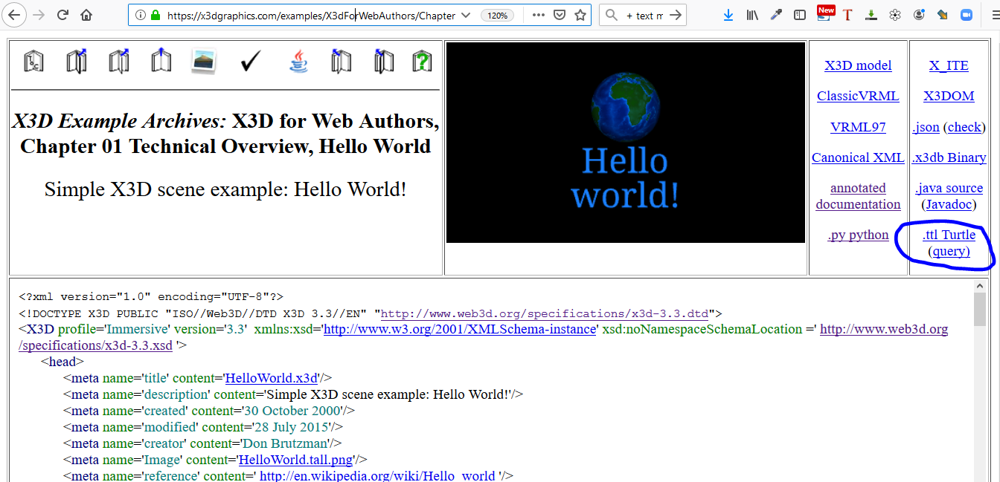 https://x3dgraphics.com/examples/X3dForWebAuthors/Chapter
120%
+ text m
New
X3D Example Archives: X3D for Web Authors,
Chapter 01 Technical Overview, Hello World
Simple X3D scene example: Hello World!
Hello
world!
X3D model
ClassicVRML
VRML97
Canonical XML
annotated
documentation
.py python
X_ITE
X3DOM
.json (check)
.x3db Binary
.java source
(Javadoc)
.ttl Turtle
(query)
<?xml version="1.0" encoding="UTF-8"?>
<!DOCTYPE X3D PUBLIC "ISO//Web3D//DTD X3D 3.3//EN" "http://www.web3d.org/specifications/x3d-3.3.dtd">
<X3D profile='Immersive' version='3.3' xmlns:xsd='http://www.w3.org/2001/XMLSchema-instance' xsd:noNamespaceSchemaLocation =' http://www.web3d.org
/specifications/x3d-3.3.xsd '>
<head>
<meta name='title' content='HelloWorld.x3d'/>
<meta name='description' content='Simple X3D scene example: Hello World!'/>
<meta name='created' content='30 October 2000'/>
<meta name='modified' content='28 July 2015'/>
<meta name='creator' content='Don Brutzman'/>
<meta name='Image' content='HelloWorld.tall.png'/>
<meta name='reference' content=' http://en.wikipedia.org/wiki/Hello_world '/>